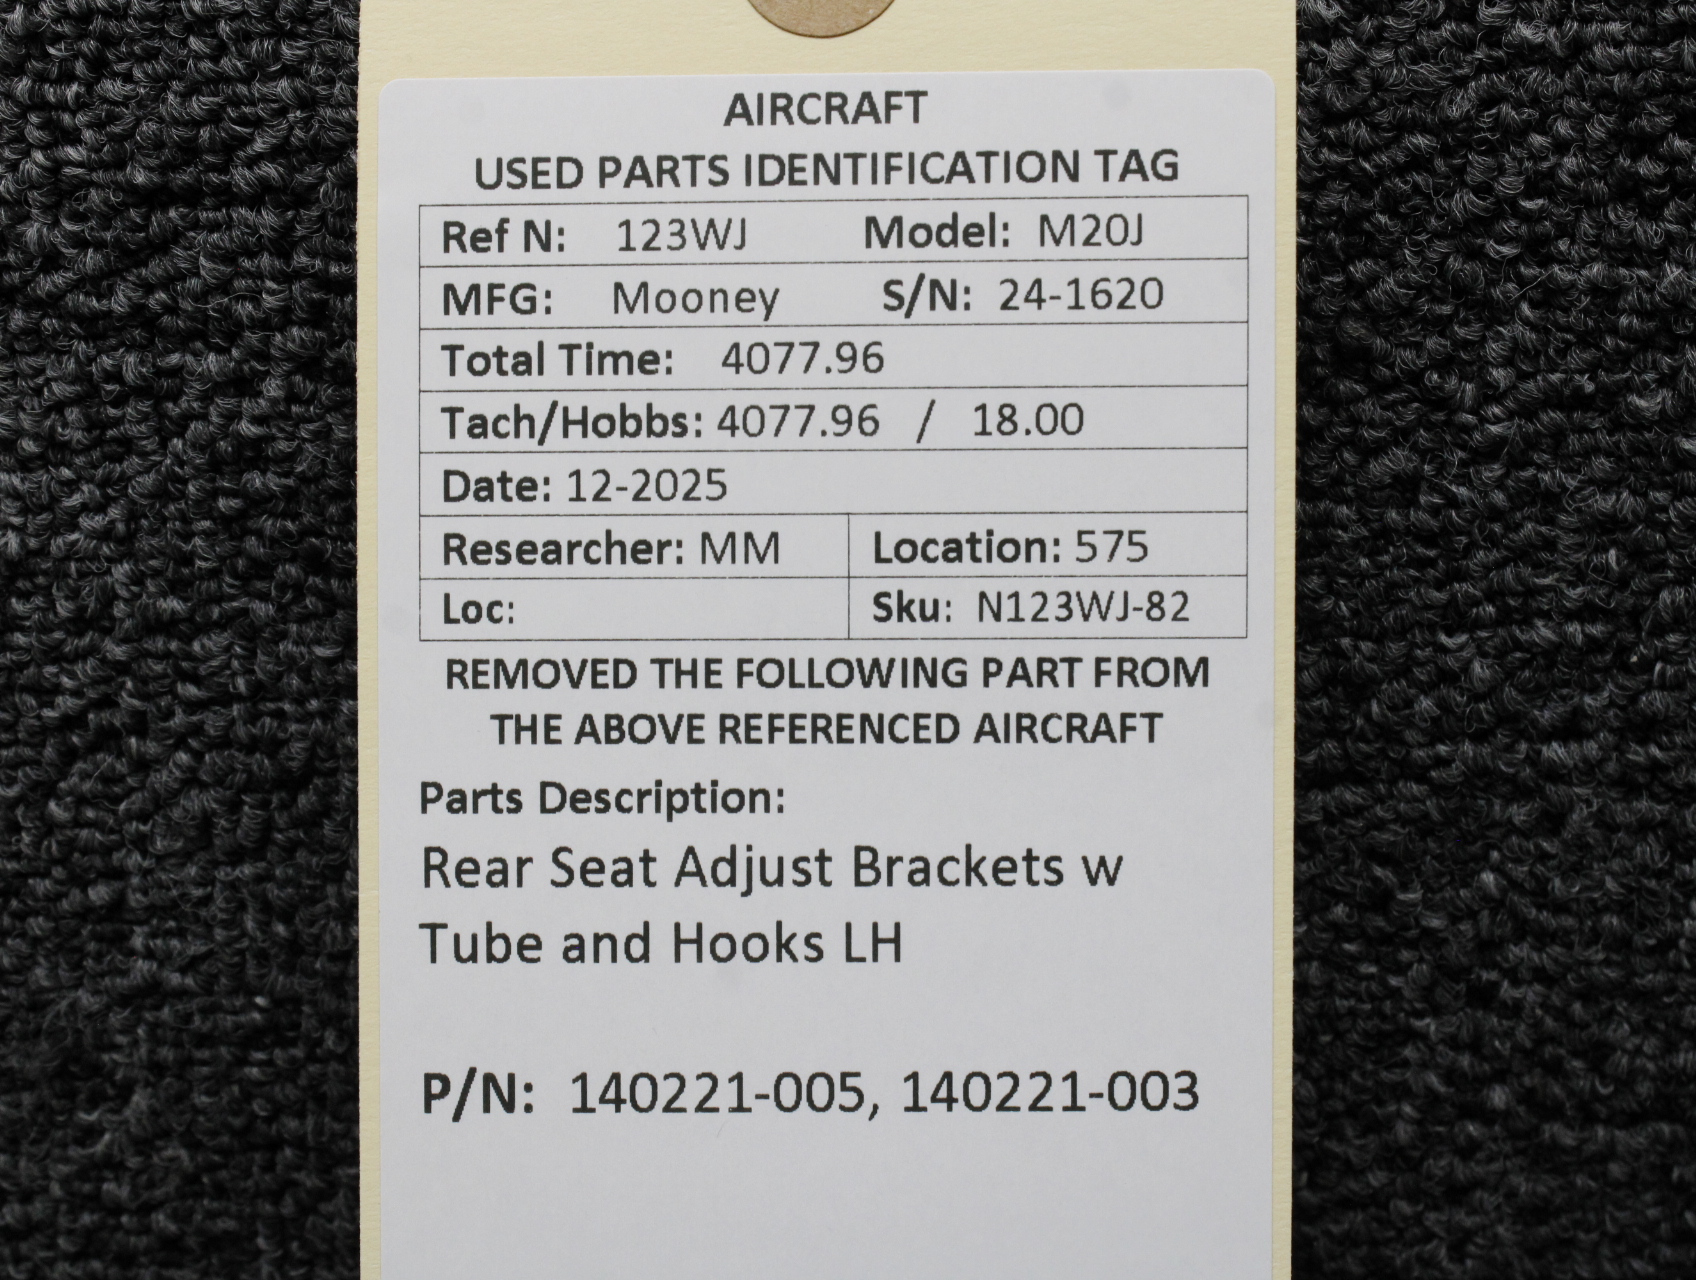 AIRCRAFT
USED PARTS IDENTIFICATION TAG
Ref N: 123WJ Model: M20J
MFG: Mooney S/N: 24-1620
Total Time: 4077.96
Tach/Hobbs: 4077.96 / 18.00
Date: 12-2025
Researcher: MM Location: 575
Loc: Sku: N123WJ-82
REMOVED THE FOLLOWING PART FROM
THE ABOVE REFERENCED AIRCRAFT
Parts Description:
Rear Seat Adjust Brackets w
Tube and Hooks LH
P/N: 140221-005, 140221-003